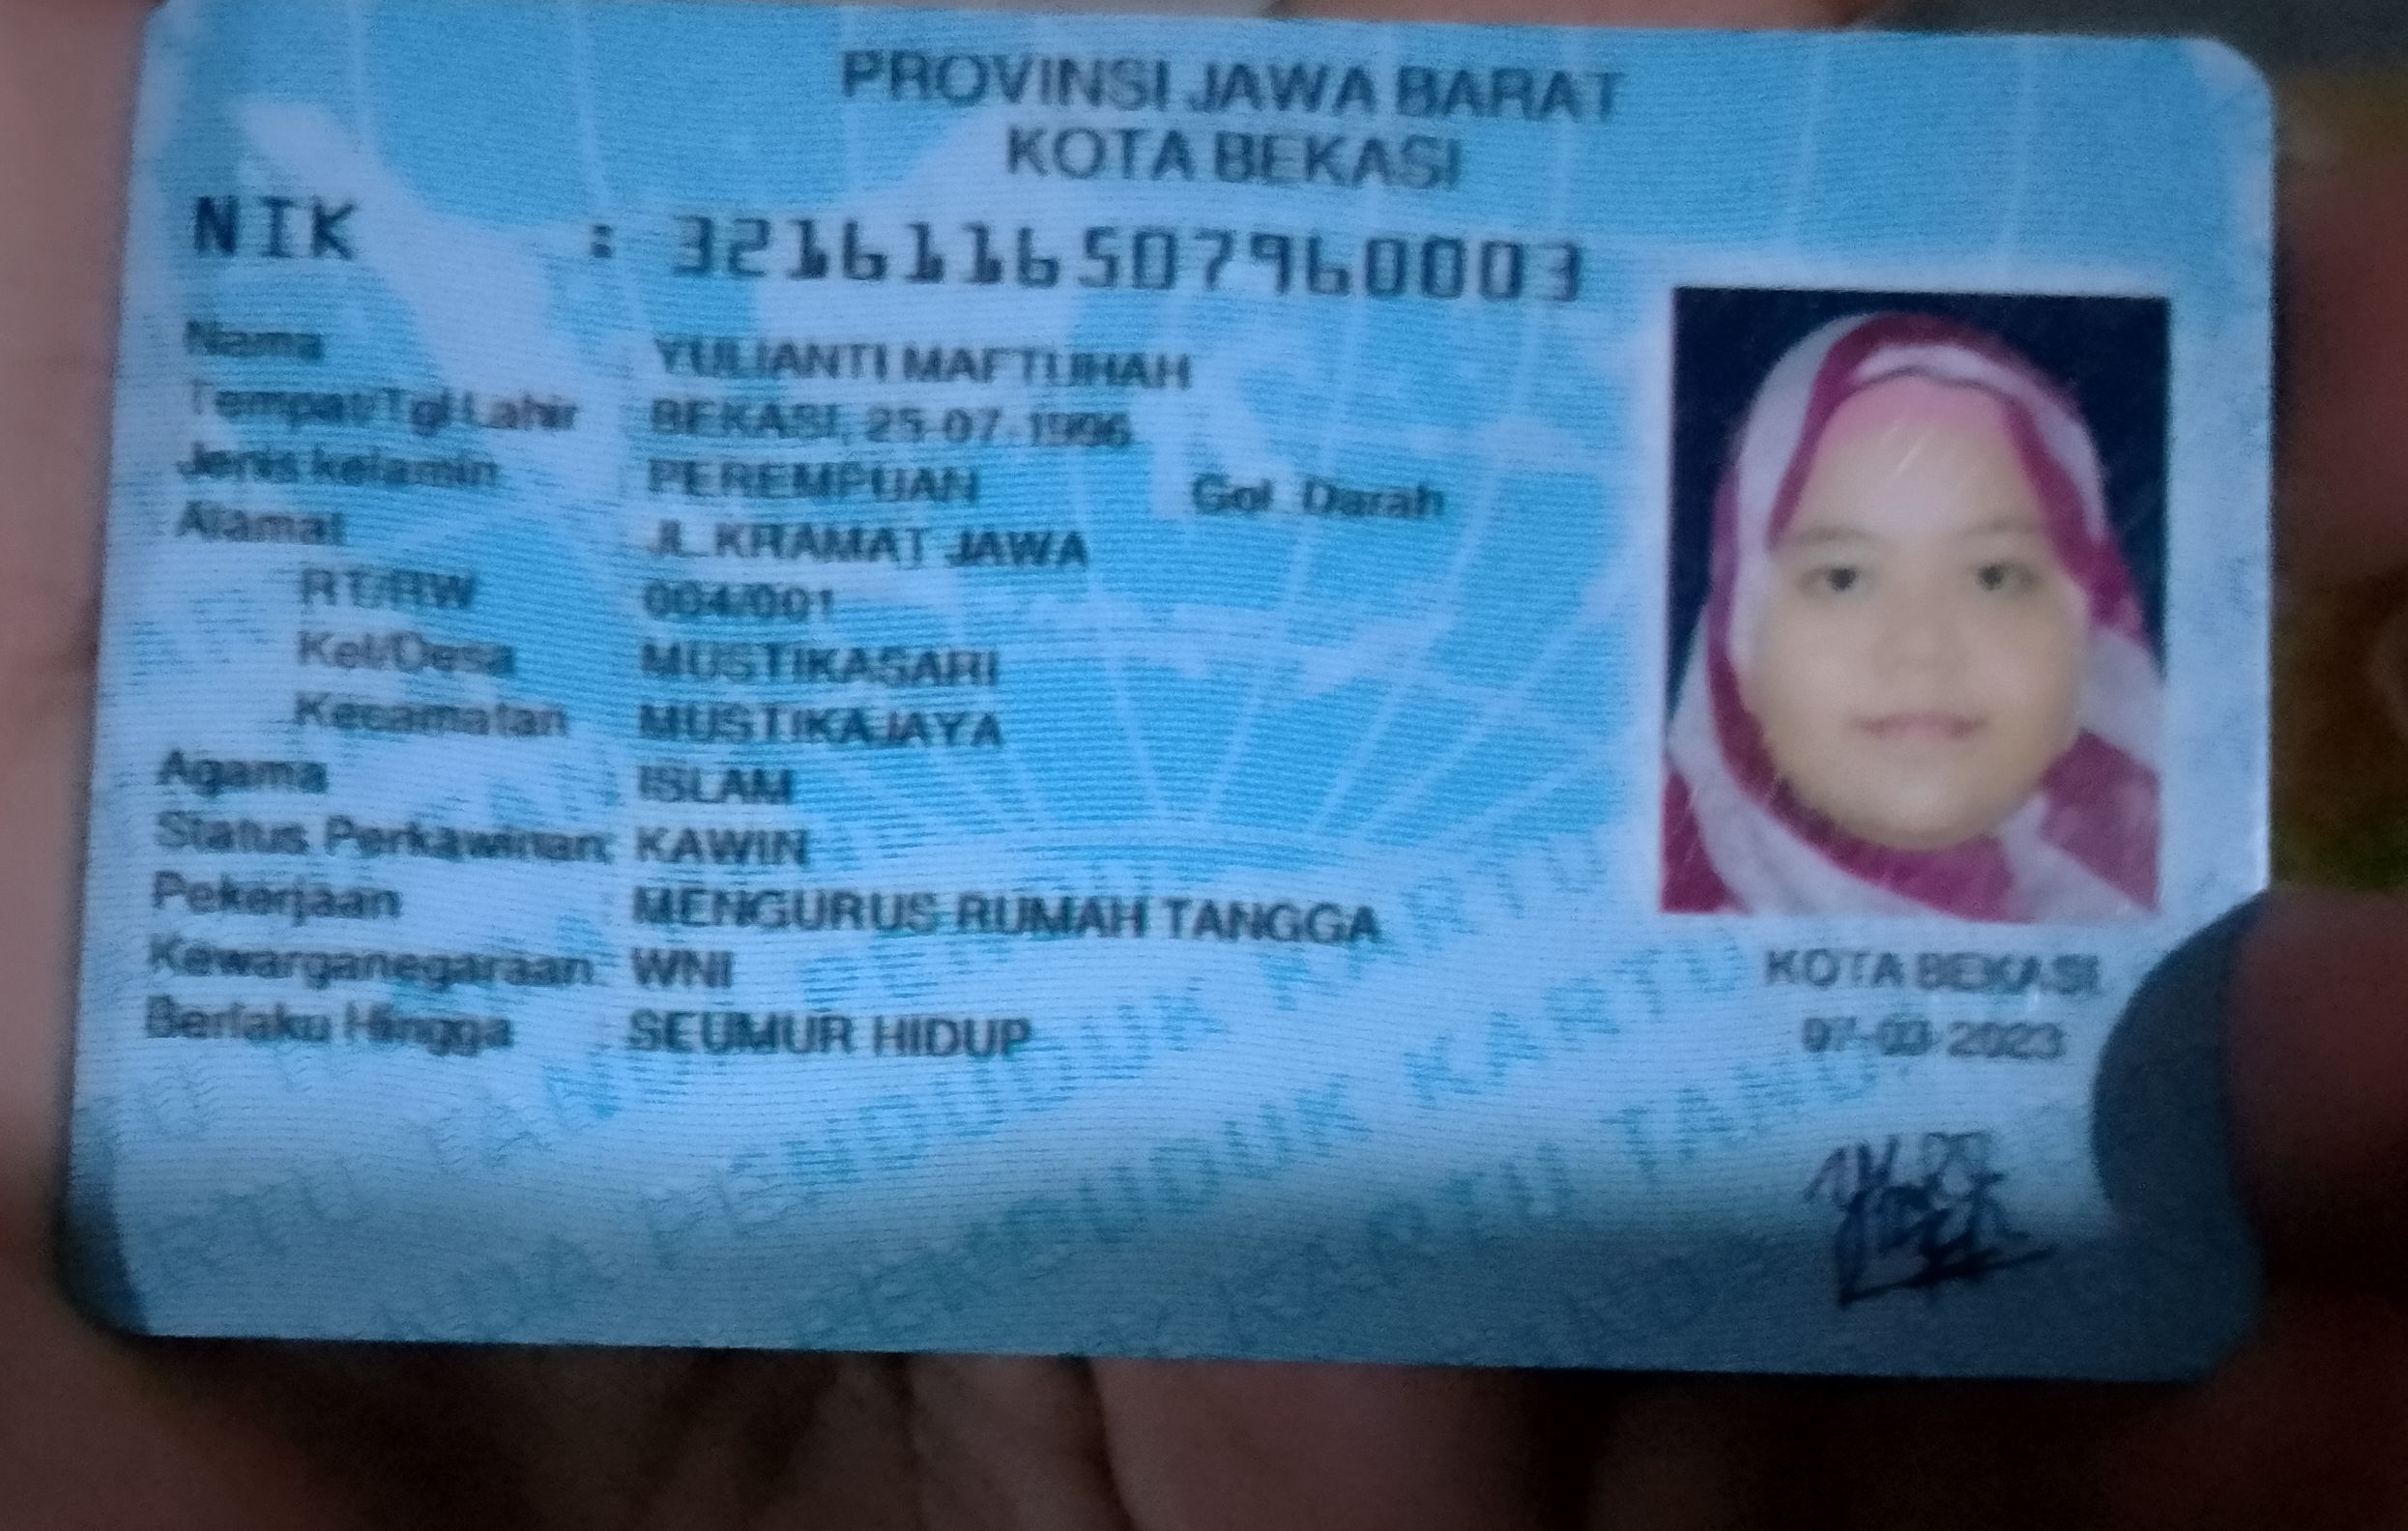 PROVINSI JAWA BARAT
KOTA BEKASI
NIK : 3216116507960003
Nama : YULIANTI MAFTUHAH
Tempat/Tgl Lahir : BEKASI, 25-07-1996
Jenis kelamin : PEREMPUAN Gol. Darah
Alamat : JL KRAMAT JAWA
RT/RW : 004/001
Kel/Desa : MUSTIKASARI
Kecamatan : MUSTIKAJAYA
Agama : ISLAM
Status Perkawinan: KAWIN
Pekerjaan : MENGURUS RUMAH TANGGA
Kewarganegaraan: WNI
Berlaku Hingga : SEUMUR HIDUP
KOTA BEKASI
07-03-2023